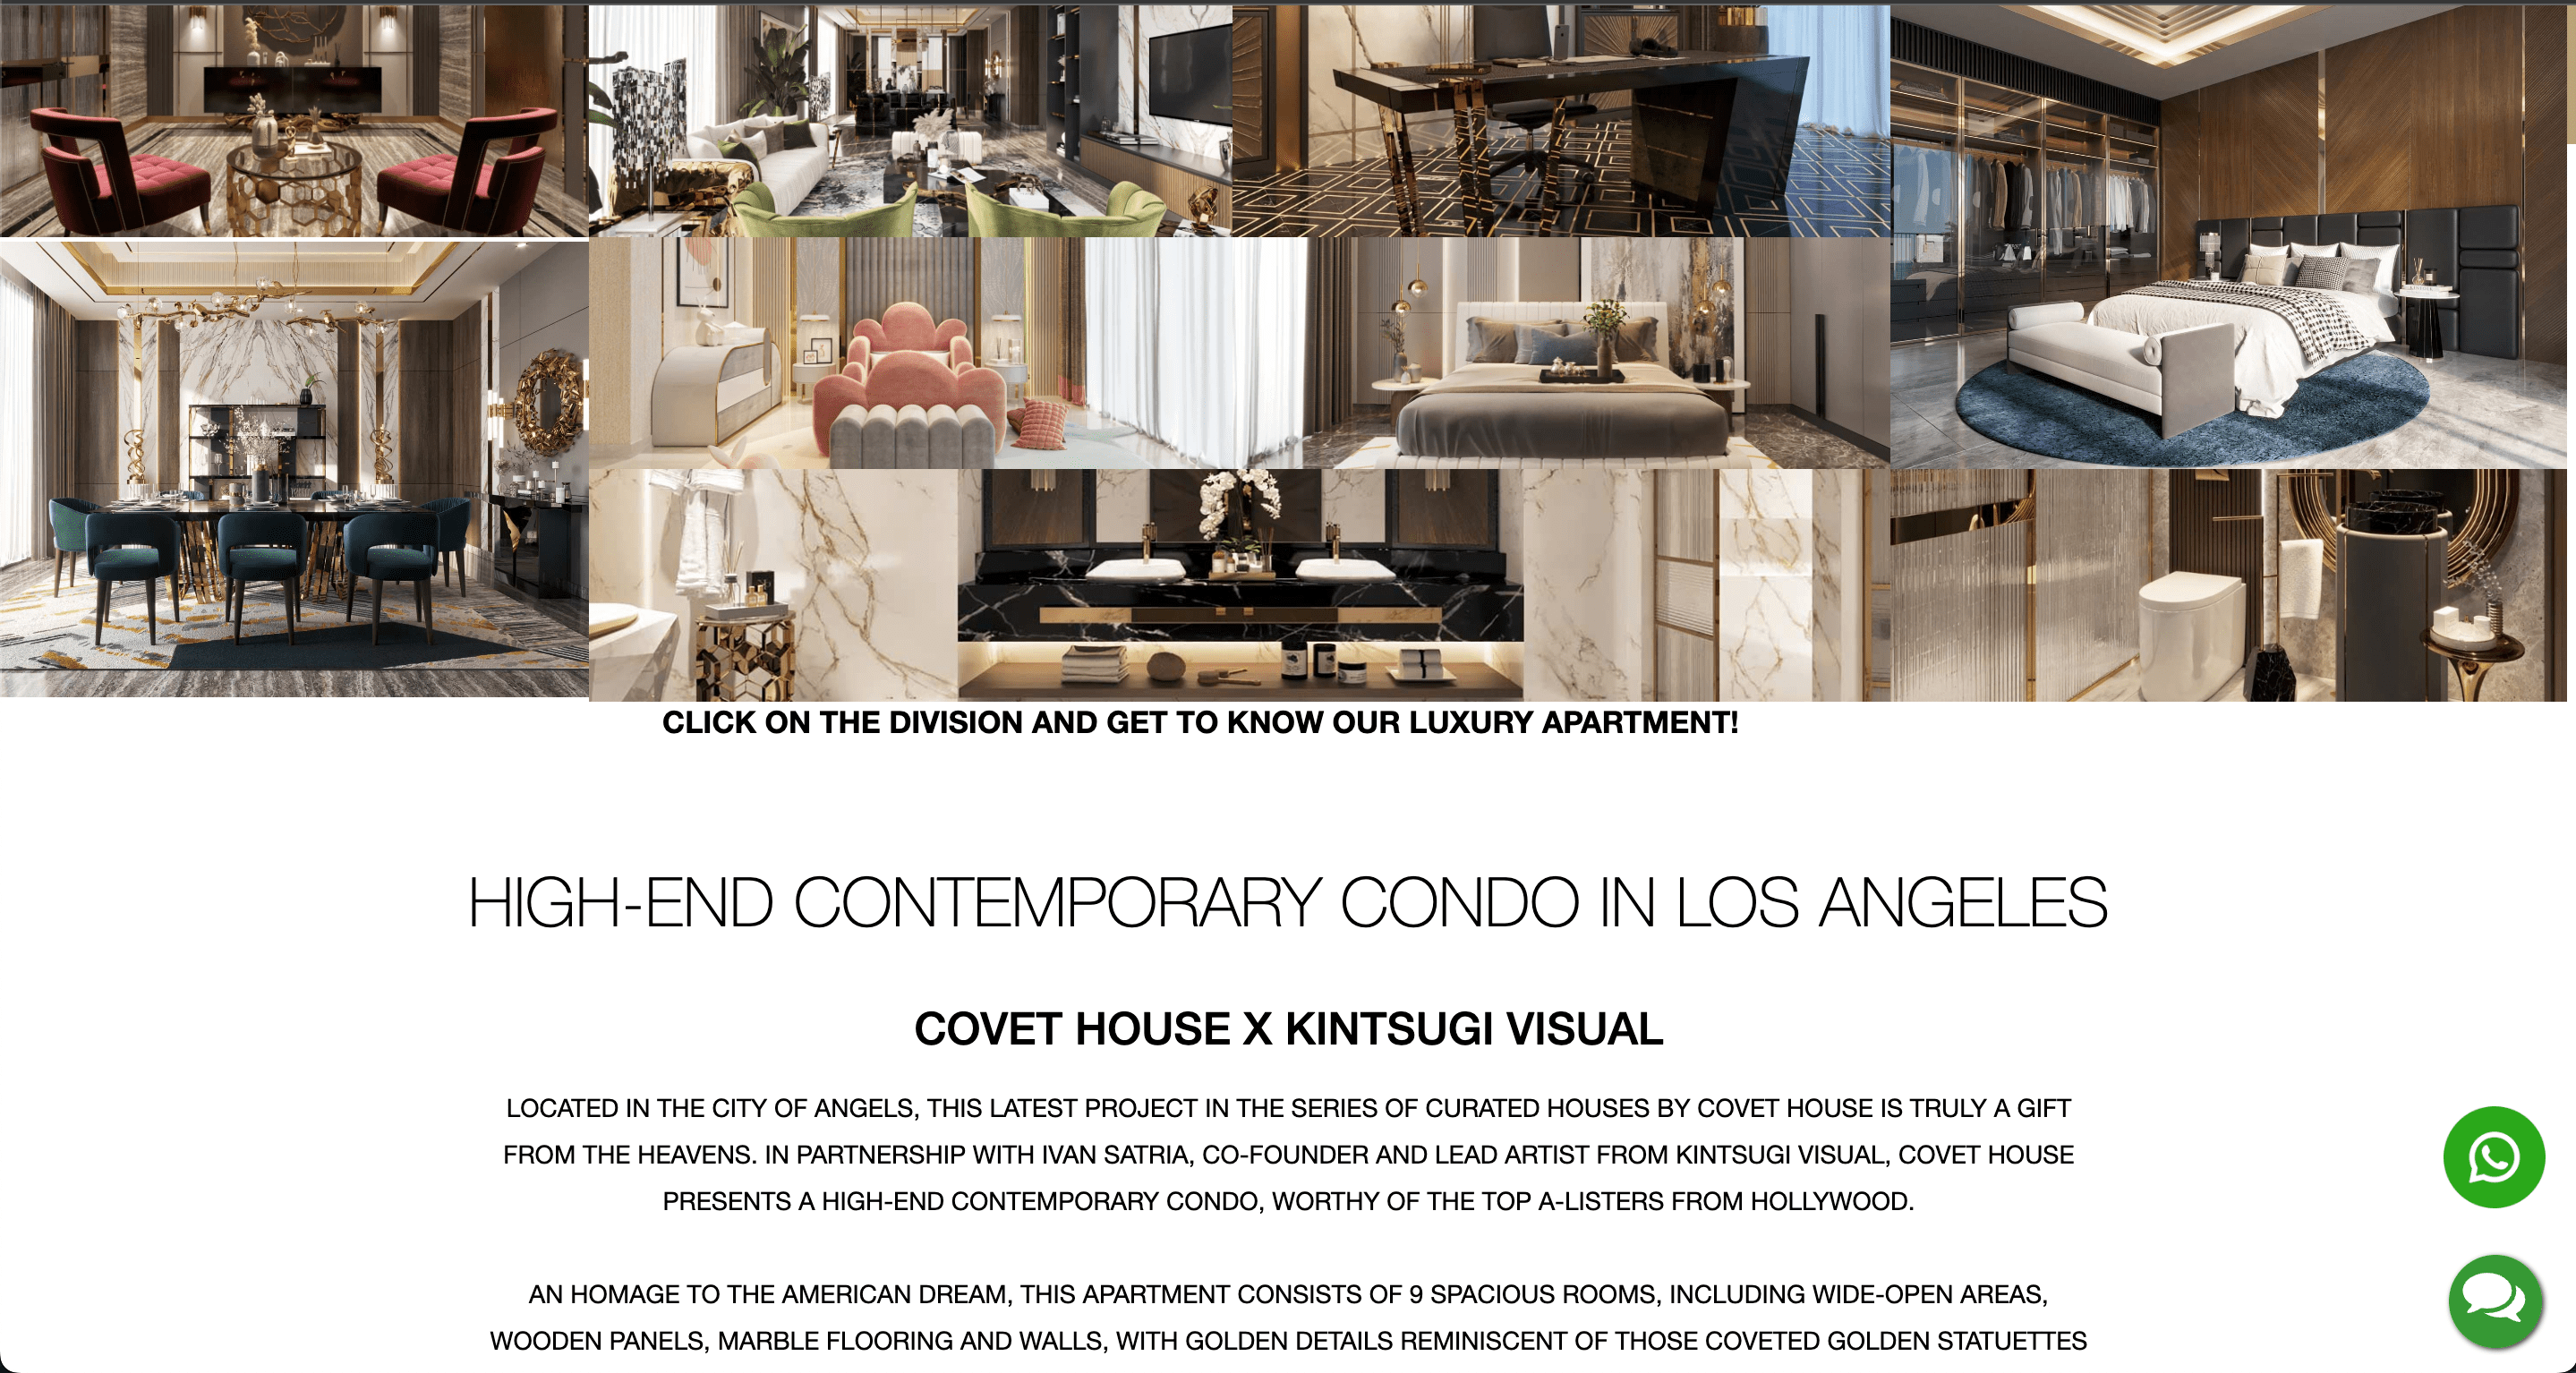 CLICK ON THE DIVISION AND GET TO KNOW OUR LUXURY APARTMENT!
HIGH-END CONTEMPORARY CONDO IN LOS ANGELES
COVET HOUSE X KINTSUGI VISUAL
LOCATED IN THE CITY OF ANGELS, THIS LATEST PROJECT IN THE SERIES OF CURATED HOUSES BY COVET HOUSE IS TRULY A GIFT
FROM THE HEAVENS. IN PARTNERSHIP WITH IVAN SATRIA, CO-FOUNDER AND LEAD ARTIST FROM KINTSUGI VISUAL, COVET HOUSE
PRESENTS A HIGH-END CONTEMPORARY CONDO, WORTHY OF THE TOP A-LISTERS FROM HOLLYWOOD.
AN HOMAGE TO THE AMERICAN DREAM, THIS APARTMENT CONSISTS OF 9 SPACIOUS ROOMS, INCLUDING WIDE-OPEN AREAS,
WOODEN PANELS, MARBLE FLOORING AND WALLS, WITH GOLDEN DETAILS REMINISCENT OF THOSE COVETED GOLDEN STATUETTES